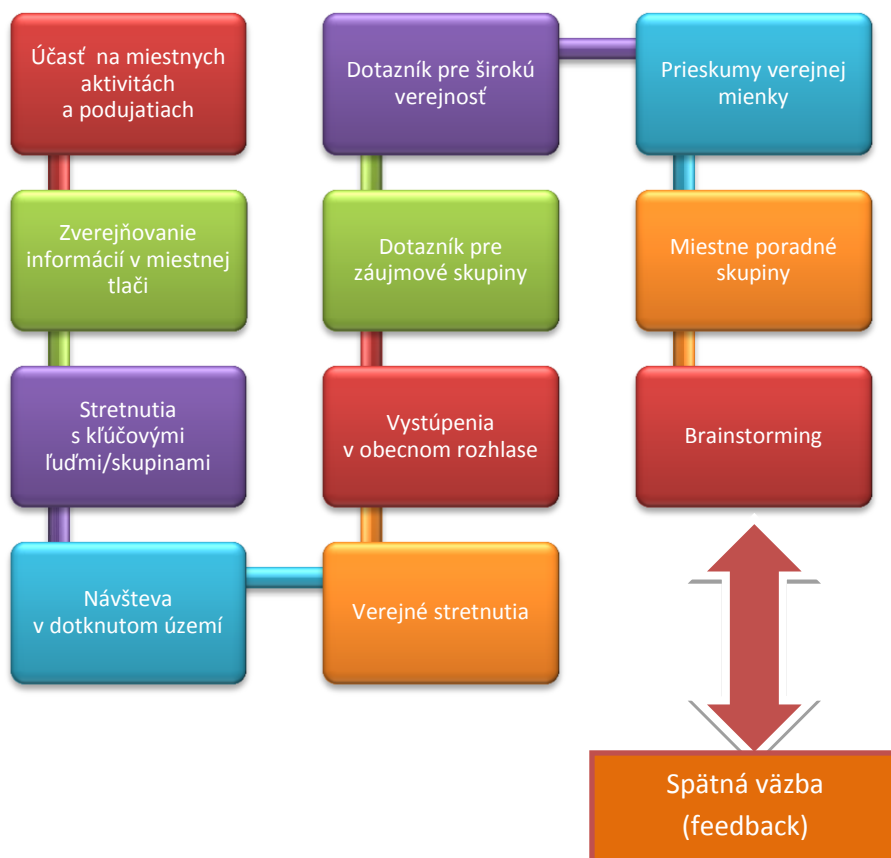 Účasť na miestnych
aktivitách
a podujatiach
Zverejňovanie
informácií v miestnej
tlači
Stretnutia
s kľúčovými
ľuďmi/skupinami
Návšteva
v dotknutom území
Verejné stretnutia
Vystúpenia
v obecnom rozhlase
Dotazník pre
záujmové skupiny
Dotazník pre širokú
verejnosť
Prieskumy verejnej
mienky
Miestne poradné
skupiny
Brainstorming
Spätná väzba
(feedback)